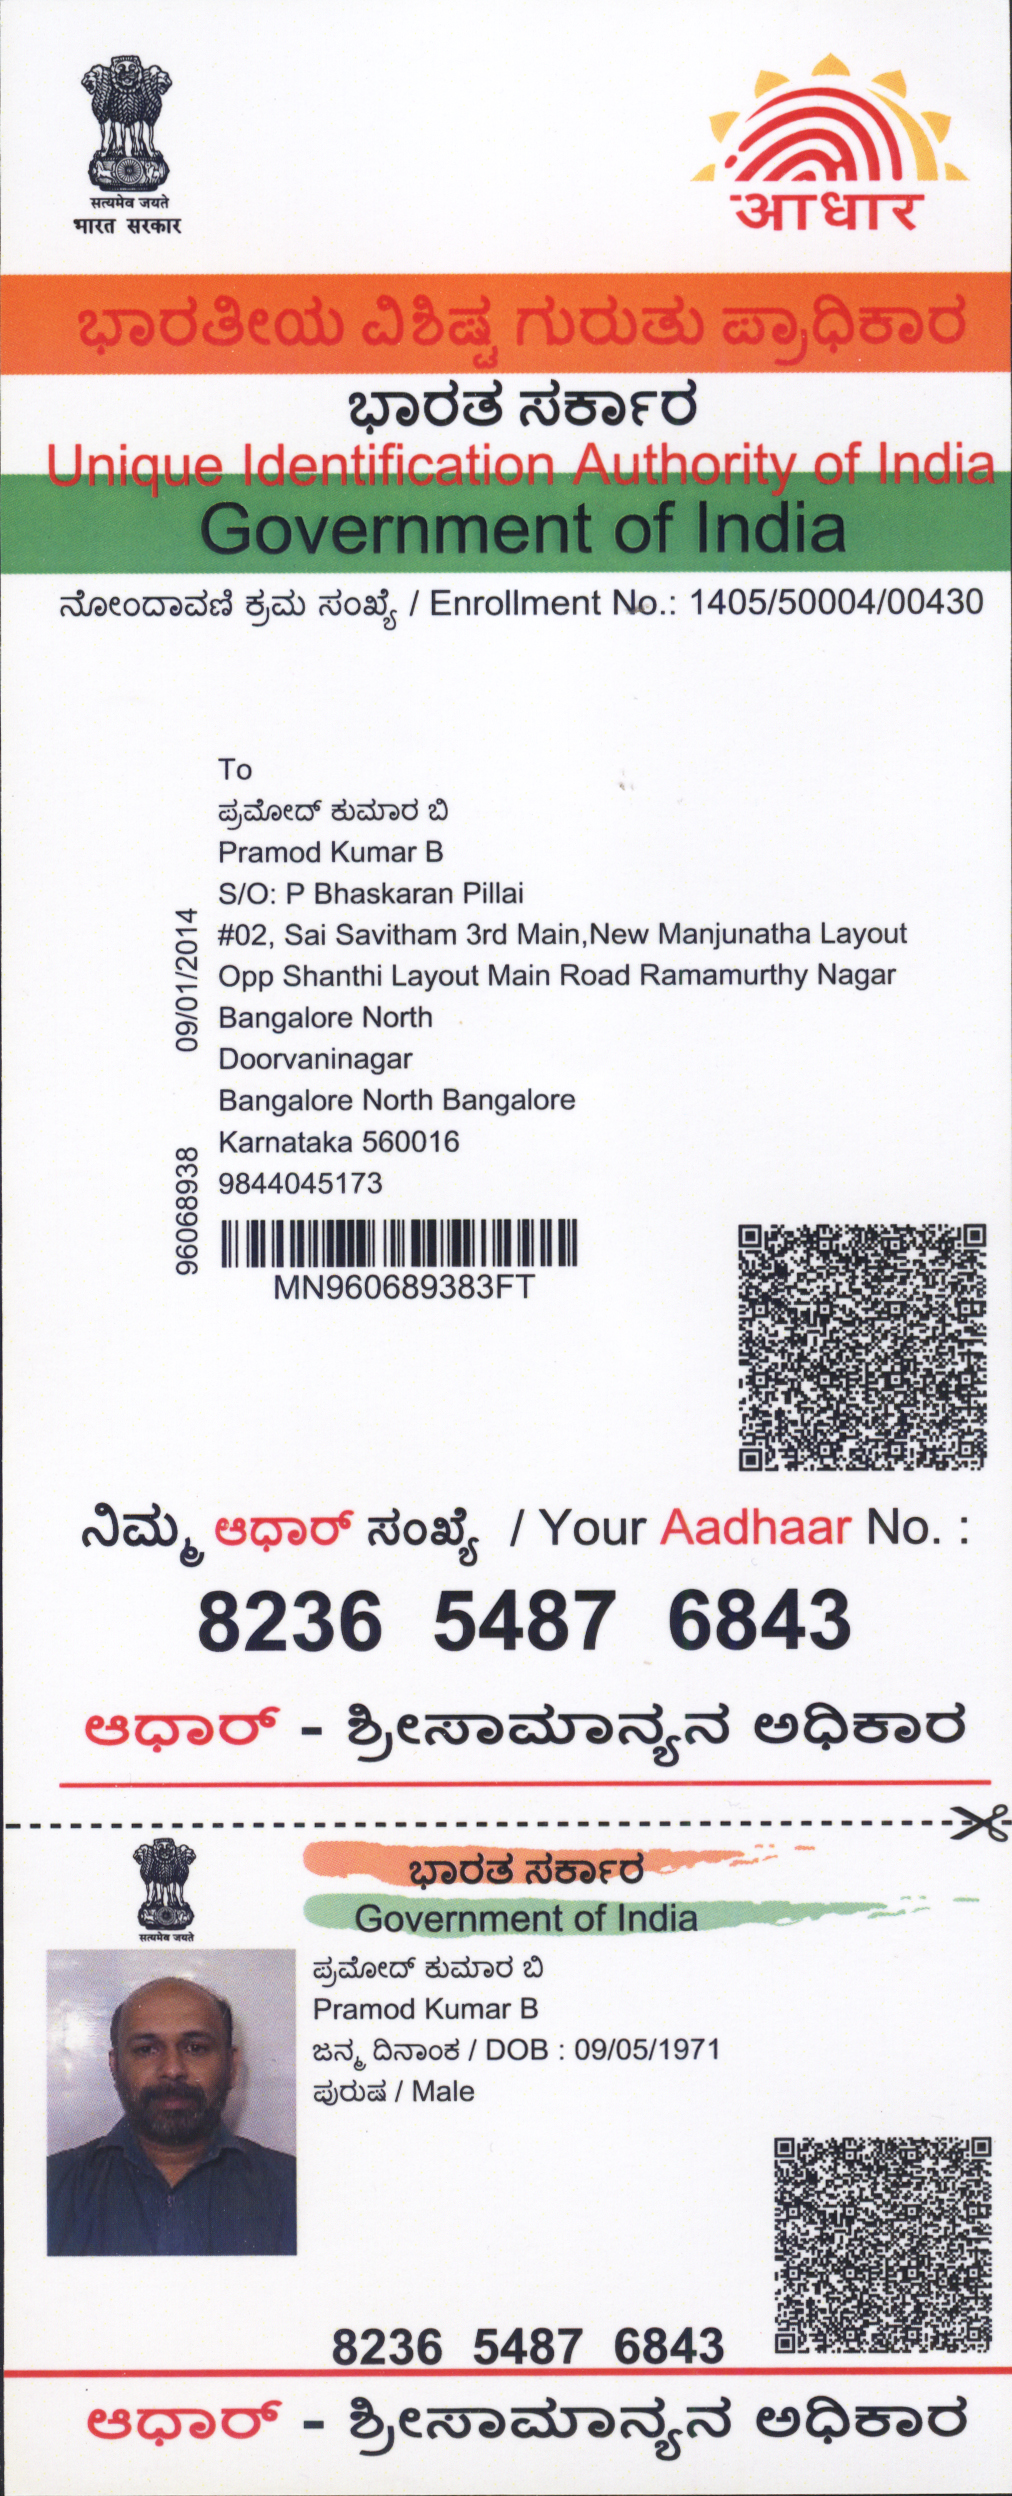 सत्यमेव जयते
भारत सरकार
आधार
ಭಾರತೀಯ ವಿಶಿಷ್ಟ ಗುರುತು ಪ್ರಾಧಿಕಾರ
ಭಾರತ ಸರ್ಕಾರ
Unique Identification Authority of India
Government of India
ನೋಂದಾವಣಿ ಕ್ರಮ ಸಂಖ್ಯೆ / Enrollment No.: 1405/50004/00430
To
ಪ್ರಮೋದ್ ಕುಮಾರ ಬಿ
Pramod Kumar B
S/O: P Bhaskaran Pillai
#02, Sai Savitham 3rd Main,New Manjunatha Layout
Opp Shanthi Layout Main Road Ramamurthy Nagar
Bangalore North
Doorvaninagar
Bangalore North Bangalore
Karnataka 560016
9844045173
09/01/2014
96068938
MN960689383FT
ನಿಮ್ಮ ಆಧಾರ್ ಸಂಖ್ಯೆ / Your Aadhaar No. :
8236 5487 6843
ಆಧಾರ್ - ಶ್ರೀಸಾಮಾನ್ಯನ ಅಧಿಕಾರ
सत्यमेव जयते
ಭಾರತ ಸರ್ಕಾರ
Government of India
ಪ್ರಮೋದ್ ಕುಮಾರ ಬಿ
Pramod Kumar B
ಜನ್ಮ ದಿನಾಂಕ / DOB : 09/05/1971
ಪುರುಷ / Male
8236 5487 6843
ಆಧಾರ್ - ಶ್ರೀಸಾಮಾನ್ಯನ ಅಧಿಕಾರ